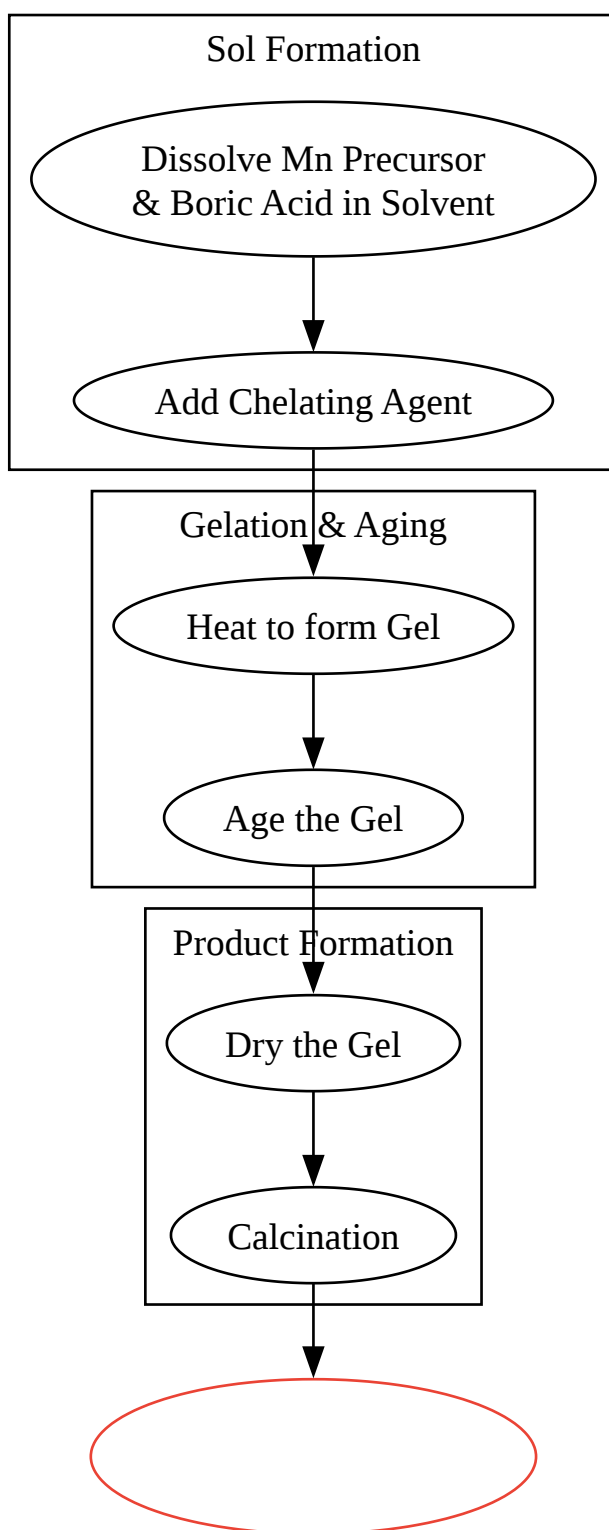 Sol Formation
Dissolve Mn Precursor
& Boric Acid in Solvent
Add Chelating Agent
Gelation & Aging
Heat to form Gel
Age the Gel
Product Formation
Dry the Gel
Calcination